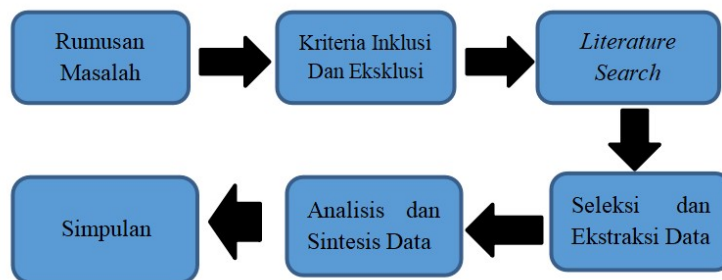 Rumusan
Masalah
Kriteria Inklusi
Dan Eksklusi
Literature
Search
Seleksi dan
Ekstraksi Data
Analisis dan
Sintesis Data
Simpulan